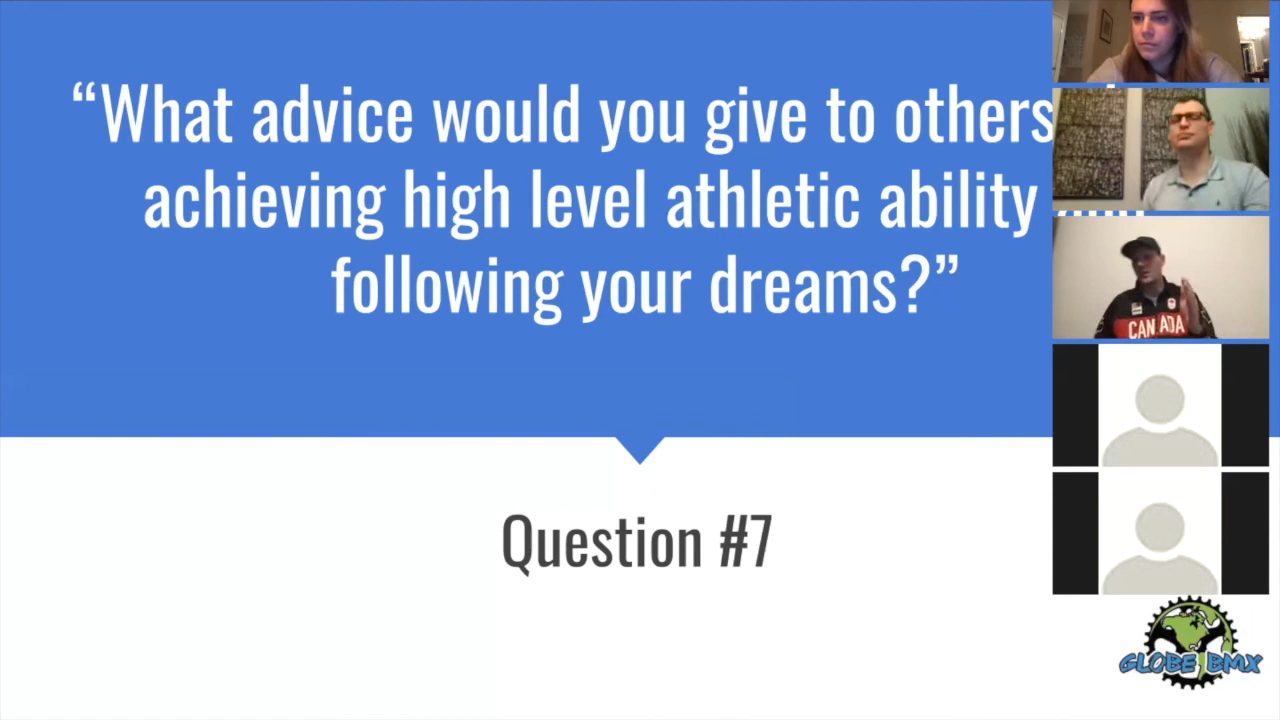 “What advice would you give to others
achieving high level athletic ability
following your dreams?”
Question #7
CANADA
GLOBE BMX